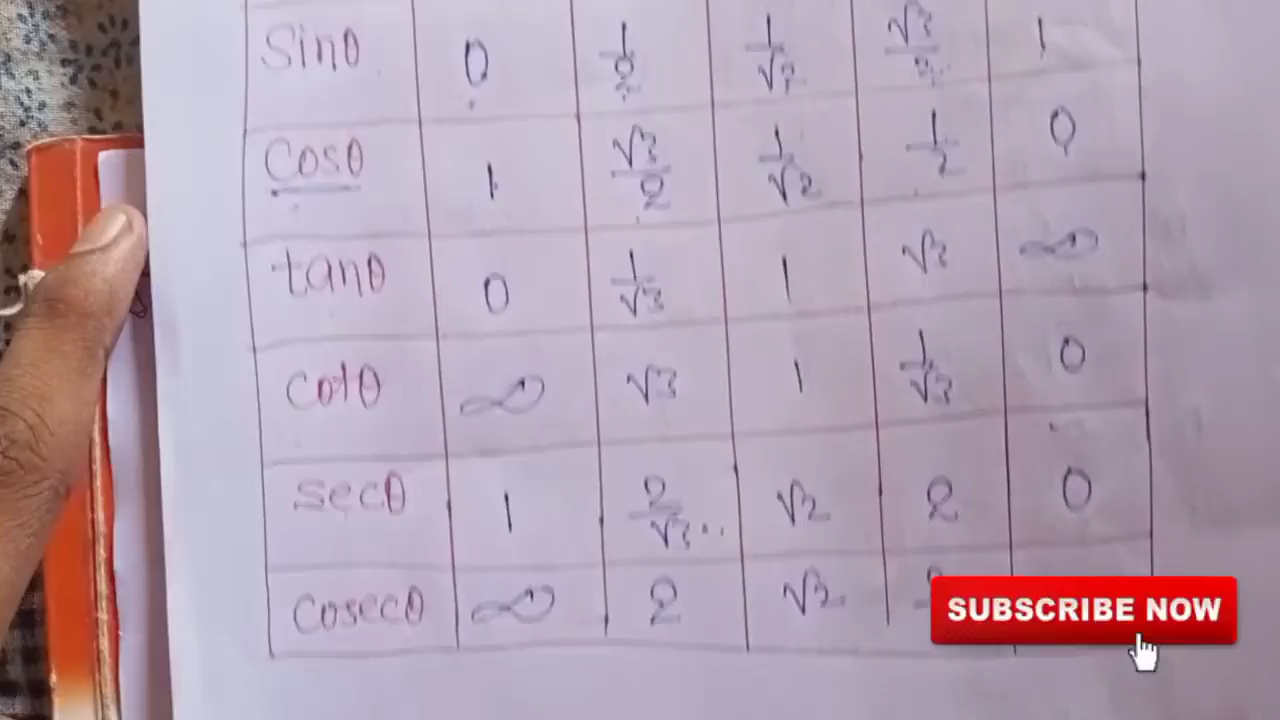 Sinθ 0 1/2 1/√2 √3/2 1
Cosθ 1 √3/2 1/√2 1/2 0
tanθ 0 1/√3 1 √3 ∞
cotθ ∞ √3 1 1/√3 0
secθ 1 2/√3 √2 2 0
cosecθ ∞ 2 √2
SUBSCRIBE NOW